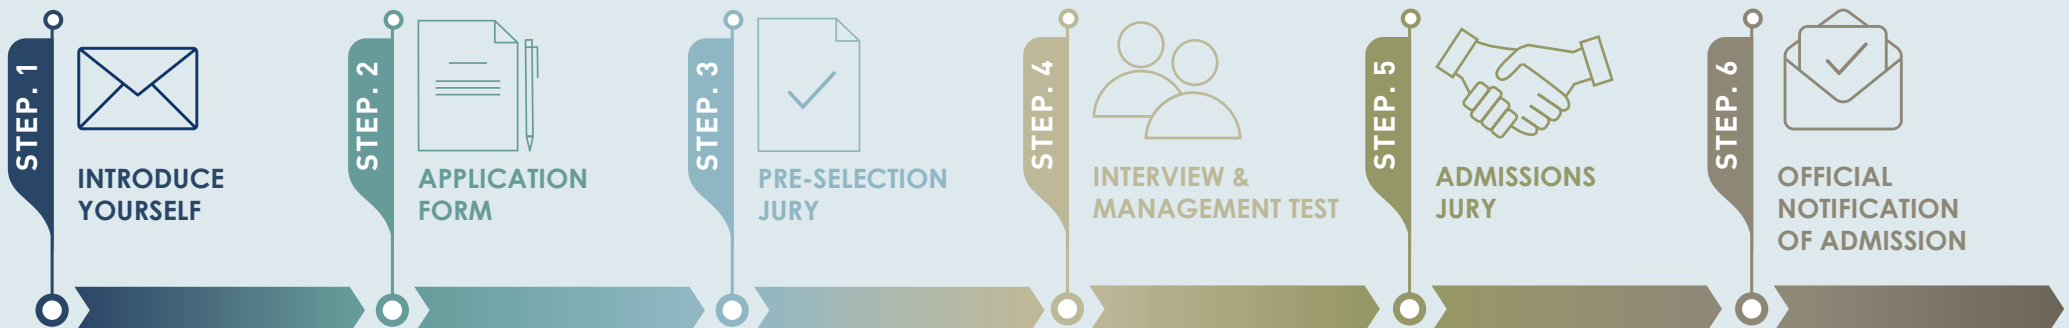 STEP. 1
INTRODUCE
YOURSELF
STEP. 2
APPLICATION
FORM
STEP. 3
PRE-SELECTION
JURY
STEP. 4
INTERVIEW &
MANAGEMENT TEST
STEP. 5
ADMISSIONS
JURY
STEP. 6
OFFICIAL
NOTIFICATION
OF ADMISSION